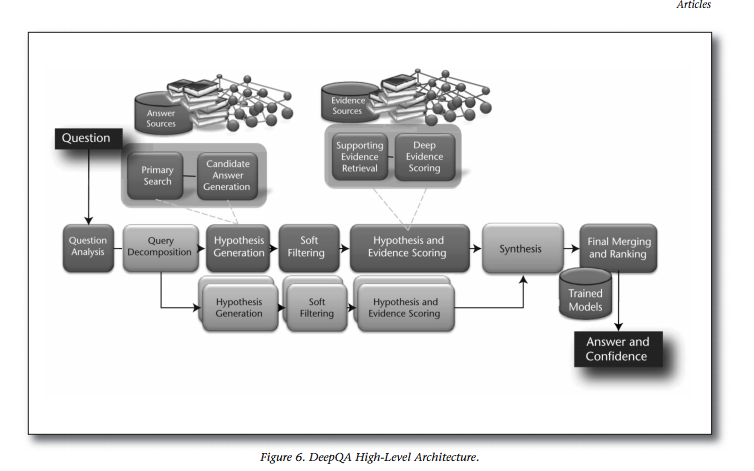 Articles
Answer
Sources
Evidence
Sources
Question
Primary
Search
Candidate
Answer
Generation
Supporting
Evidence
Retrieval
Deep
Evidence
Scoring
Question
Analysis
Query
Decomposition
Hypothesis
Generation
Soft
Filtering
Hypothesis and
Evidence Scoring
Synthesis
Final Merging
and Ranking
Trained
Models
Hypothesis
Generation
Soft
Filtering
Hypothesis and
Evidence Scoring
Answer and
Confidence
Figure 6. DeepQA High-Level Architecture.